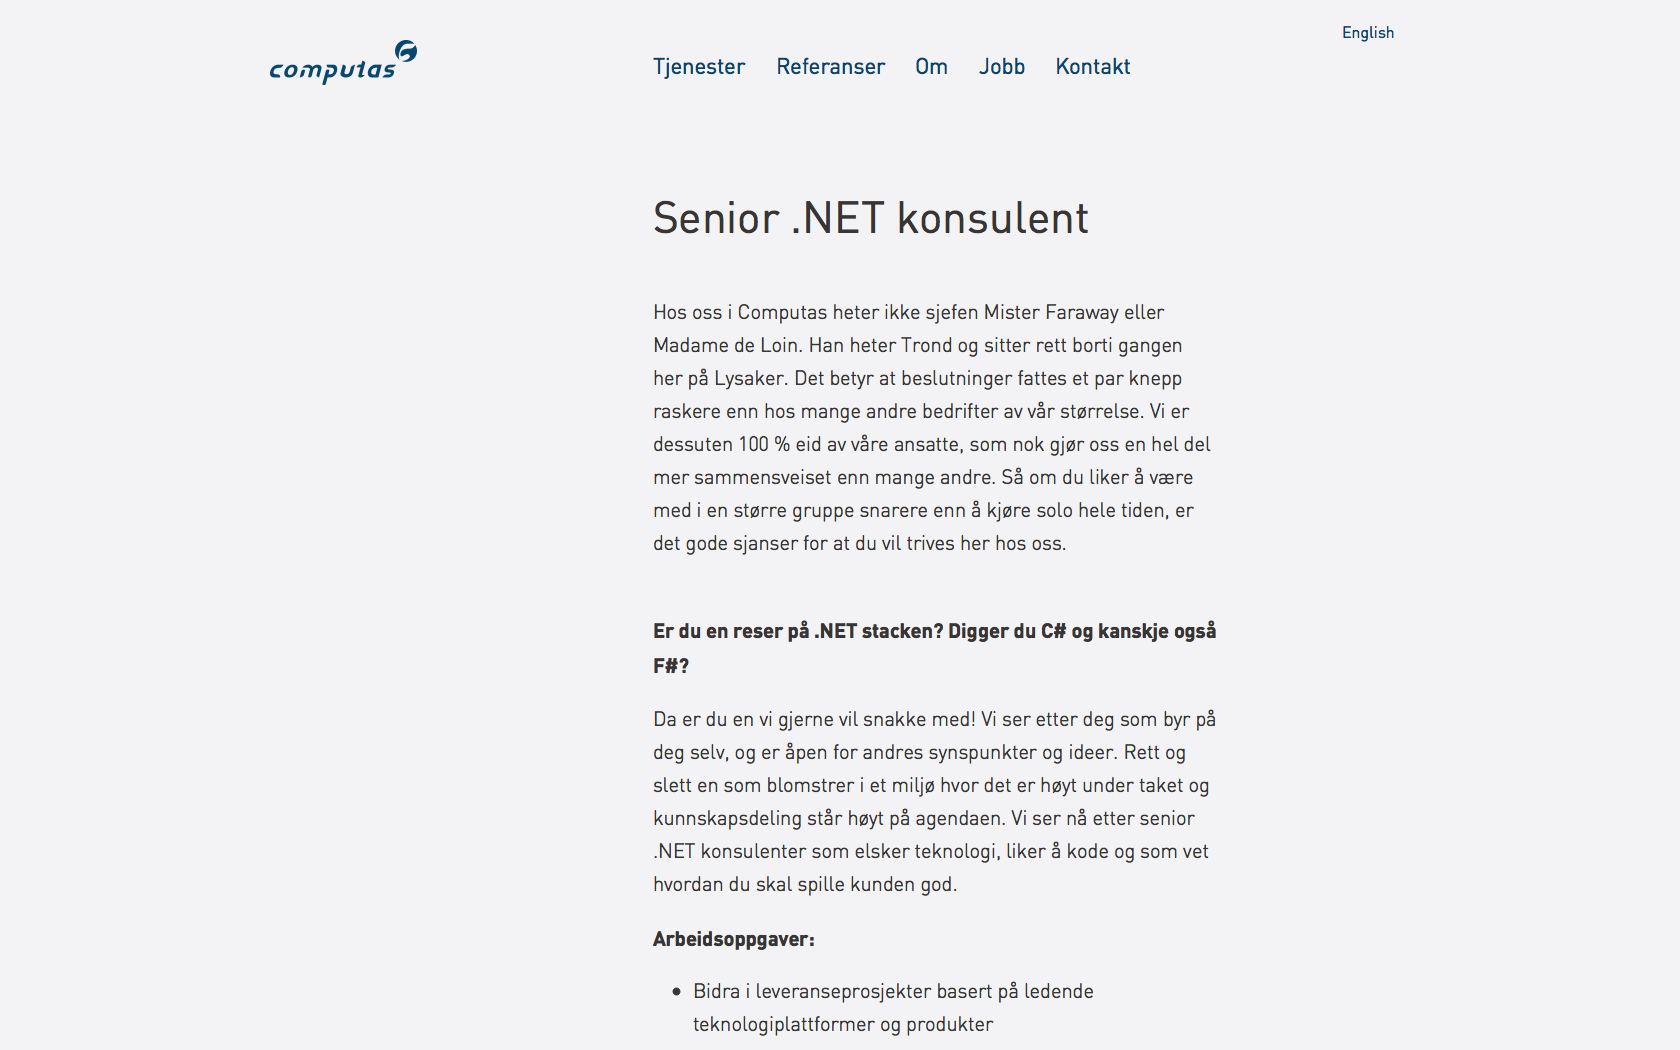 English
computas
Tjenester Referanser Om Jobb Kontakt
Senior .NET konsulent
Hos oss i Computas heter ikke sjefen Mister Faraway eller
Madame de Loin. Han heter Trond og sitter rett borti gangen
her på Lysaker. Det betyr at beslutninger fattes et par knepp
raskere enn hos mange andre bedrifter av vår størrelse. Vi er
dessuten 100 % eid av våre ansatte, som nok gjør oss en hel del
mer sammensveiset enn mange andre. Så om du liker å være
med i en større gruppe snarere enn å kjøre solo hele tiden, er
det gode sjanser for at du vil trives her hos oss.
Er du en reser på .NET stacken? Digger du C# og kanskje også
F#?
Da er du en vi gjerne vil snakke med! Vi ser etter deg som byr på
deg selv, og er åpen for andres synspunkter og ideer. Rett og
slett en som blomstrer i et miljø hvor det er høyt under taket og
kunnskapsdeling står høyt på agendaen. Vi ser nå etter senior
.NET konsulenter som elsker teknologi, liker å kode og som vet
hvordan du skal spille kunden god.
Arbeidsoppgaver:
• Bidra i leveranseprosjekter basert på ledende
teknologiplattformer og produkter